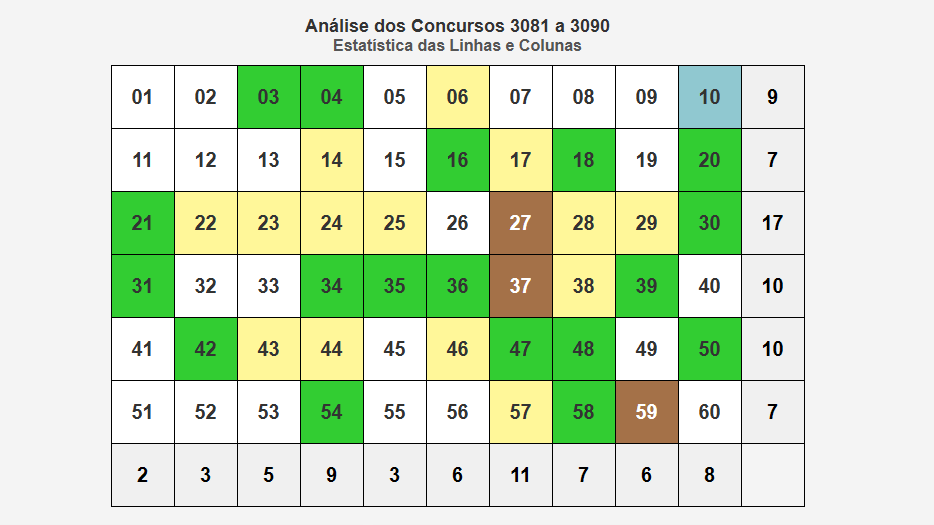 Análise dos Concursos 3081 a 3090
Estatística das Linhas e Colunas
01 02 03 04 05 06 07 08 09 10 9
11 12 13 14 15 16 17 18 19 20 7
21 22 23 24 25 26 27 28 29 30 17
31 32 33 34 35 36 37 38 39 40 10
41 42 43 44 45 46 47 48 49 50 10
51 52 53 54 55 56 57 58 59 60 7
2 3 5 9 3 6 11 7 6 8